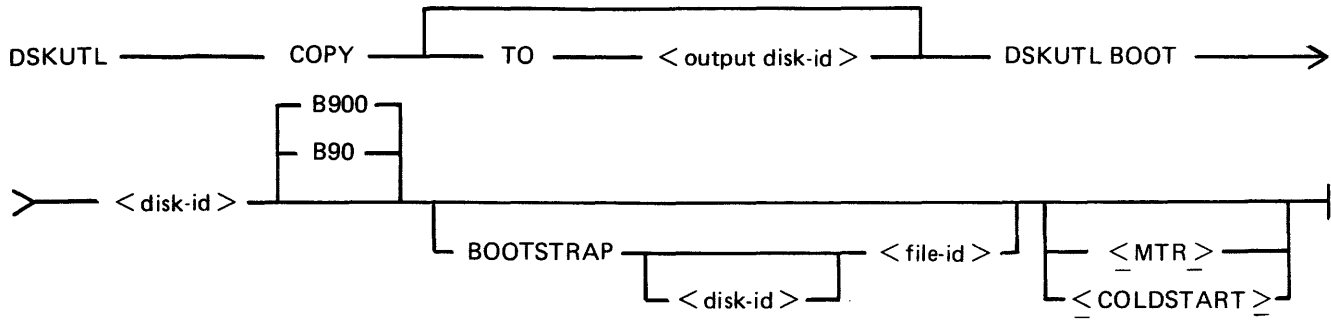 DSKUTL COPY TO < output disk-id > DSKUTL BOOT
B900
B90
< disk-id >
BOOTSTRAP < file-id > < MTR >
< disk-id > < COLDSTART >